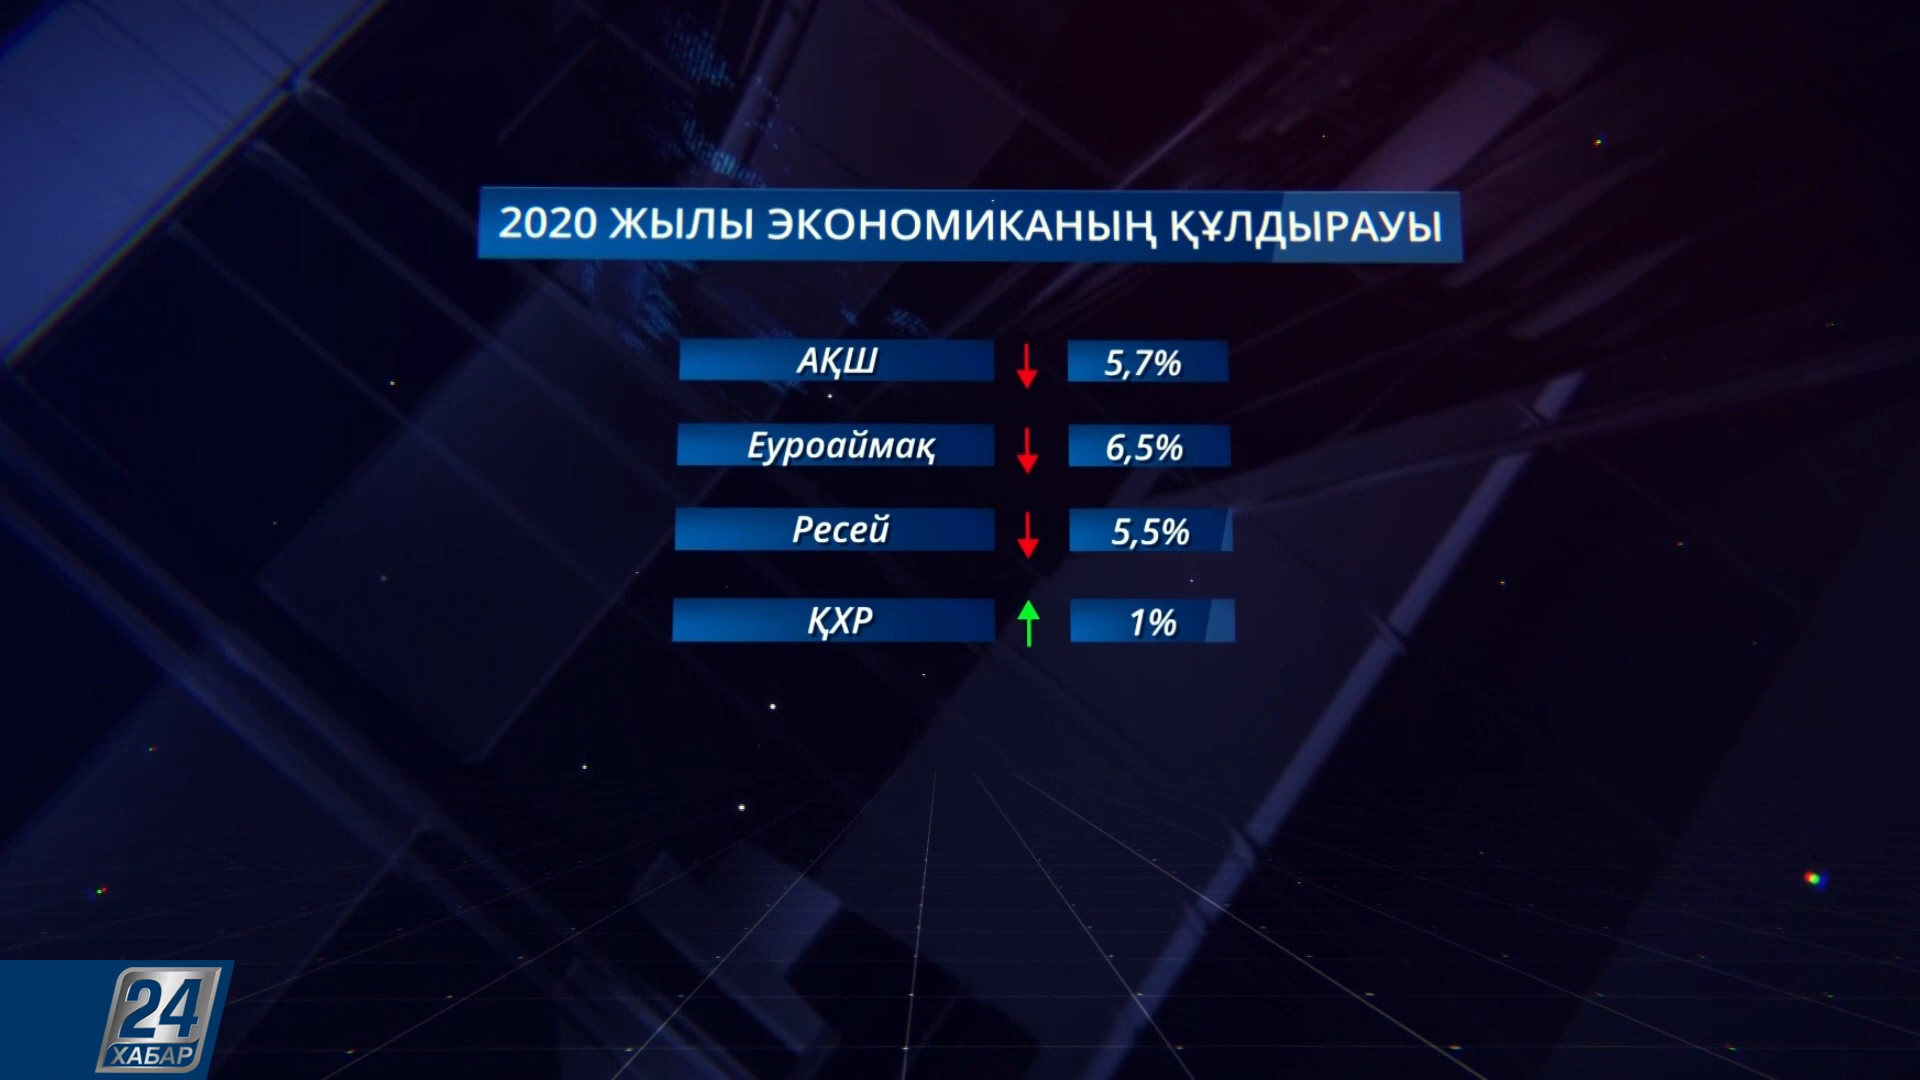 2020 ЖЫЛЫ ЭКОНОМИКАНЫҢ ҚҰЛДЫРАУЫ
АҚШ 5,7%
Еуроаймақ 6,5%
Ресей 5,5%
ҚХР 1%
24
ХАБАР